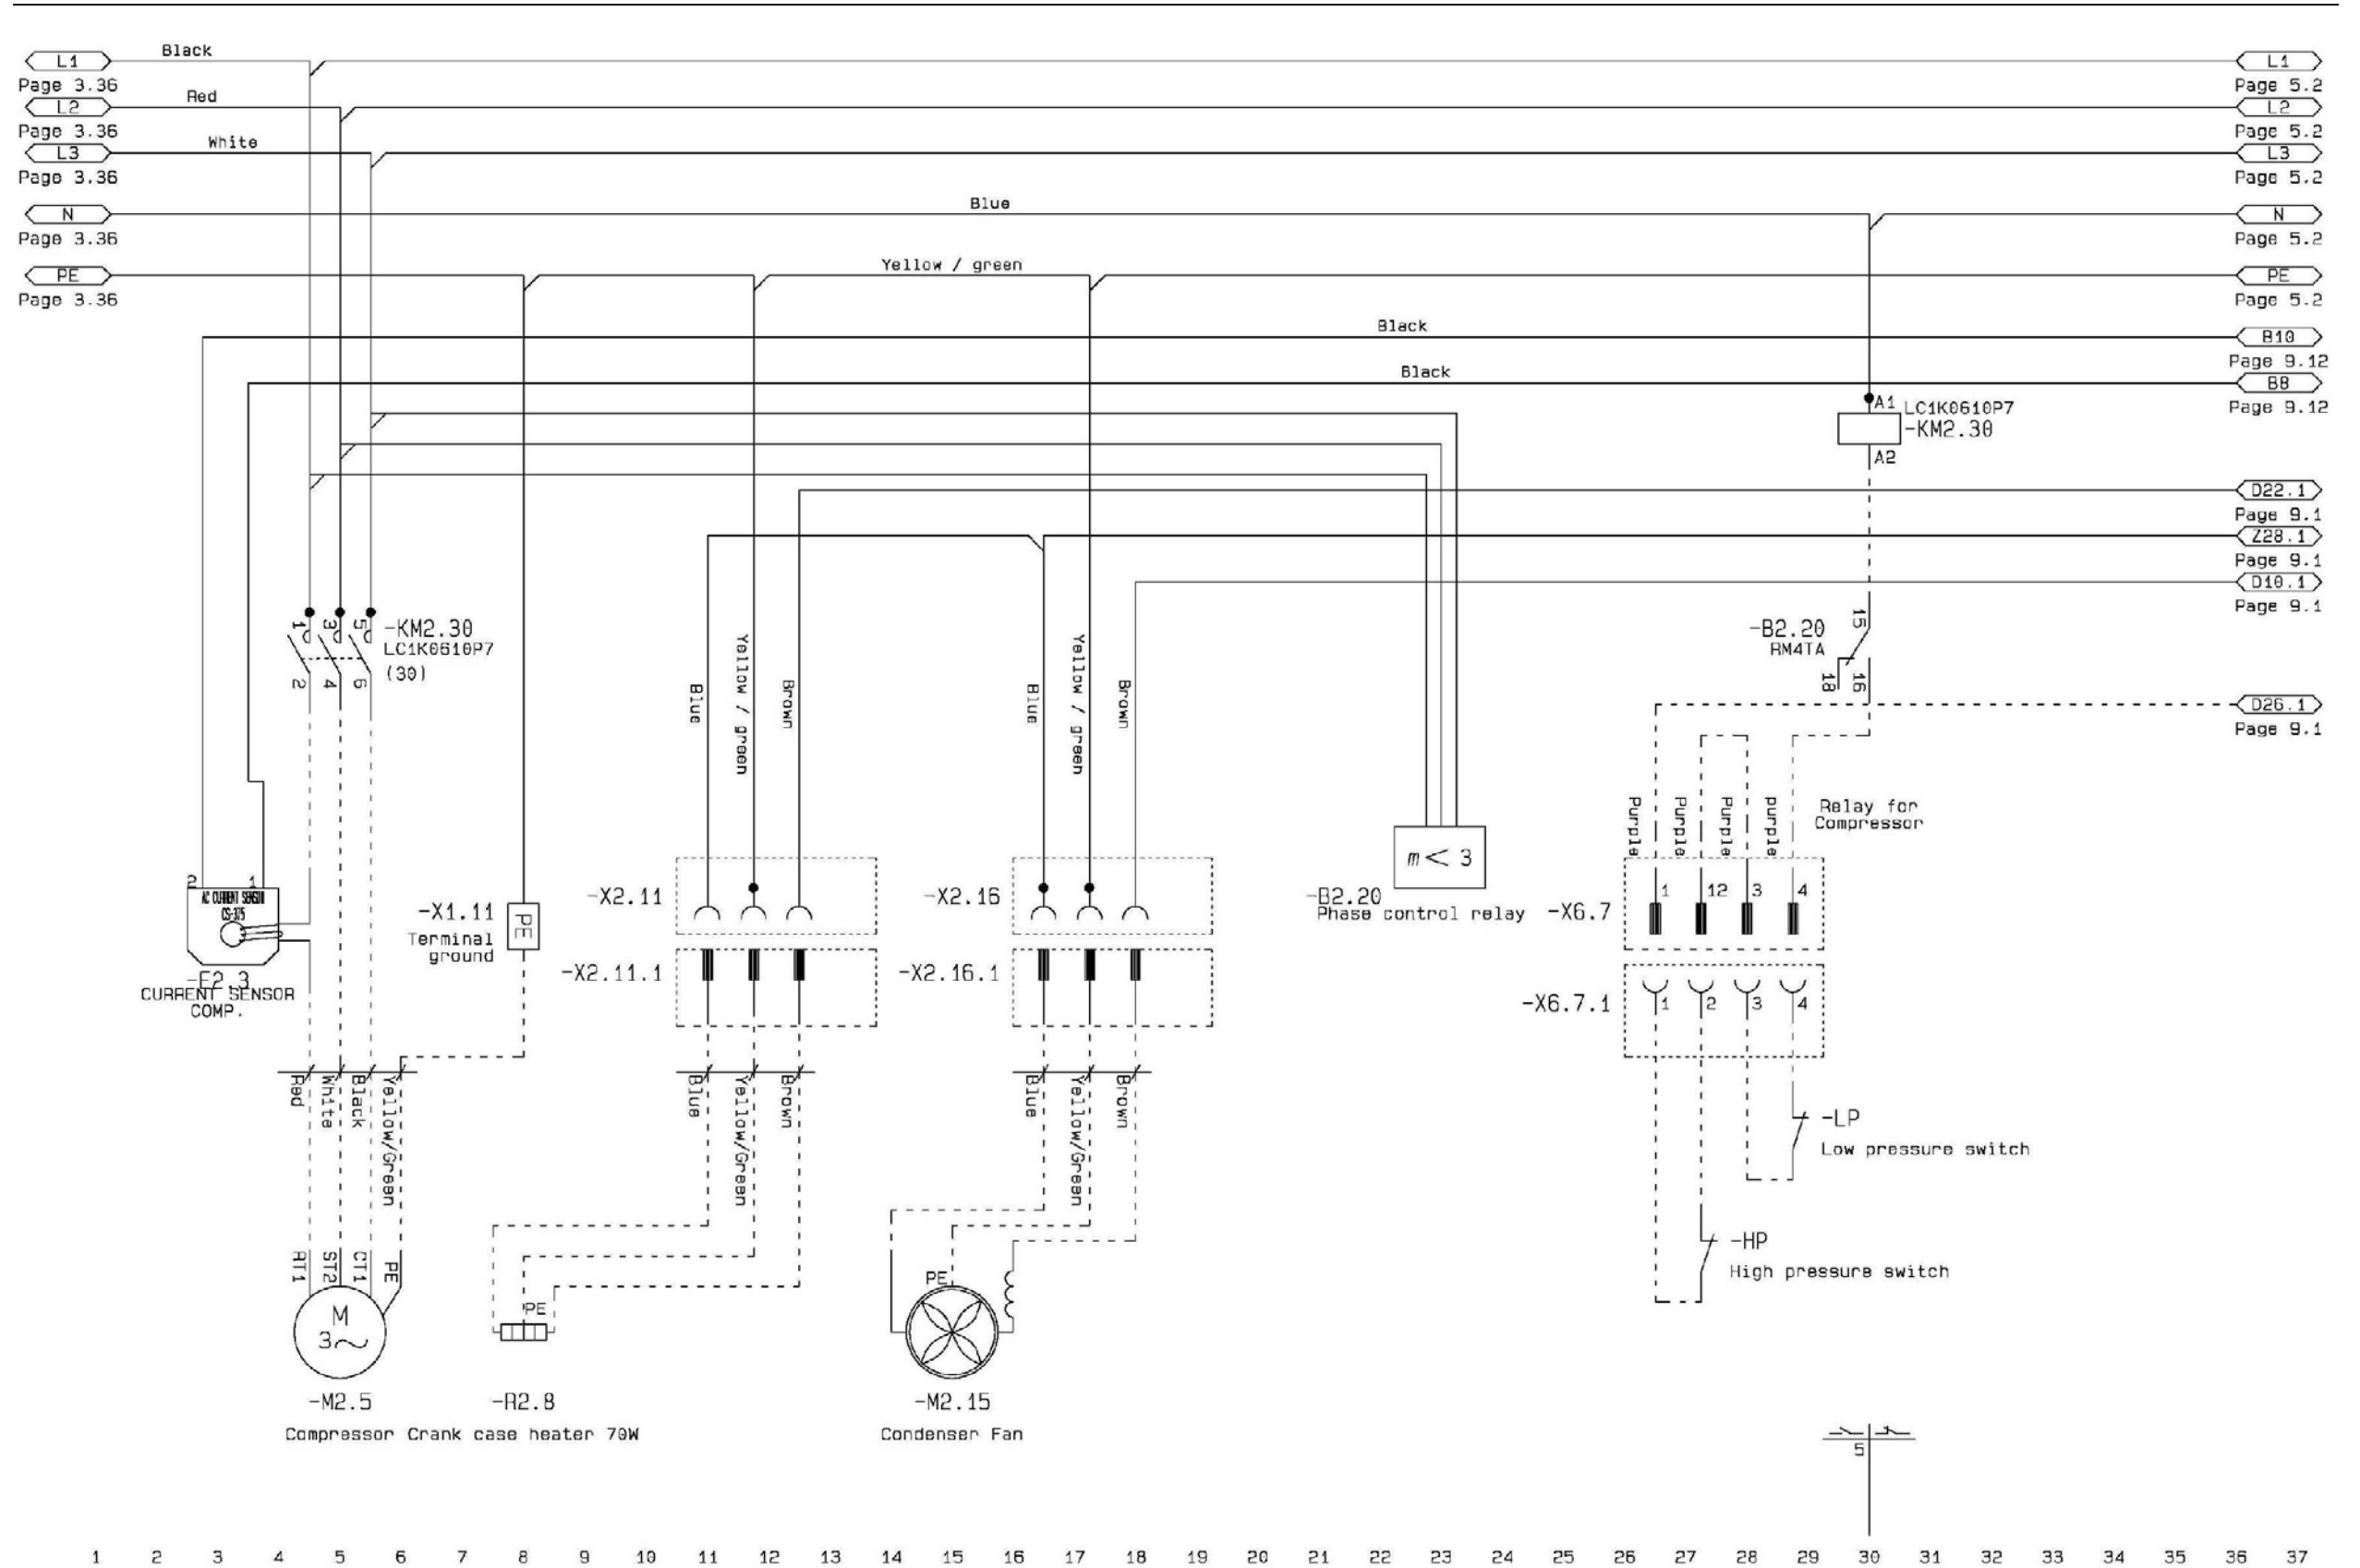 Black
L1
L1
Page 3.36
Page 5.2
Red
L2
L2
Page 3.36
Page 5.2
White
L3
L3
Page 3.36
Page 5.2
Blue
N
N
Page 3.36
Page 5.2
Yellow / green
PE
PE
Page 3.36
Page 5.2
Black
B10
Page 9.12
Black
B8
Page 9.12
A1 LC1K0610P7
-KM2.30
A2
D22.1
Page 9.1
Z28.1
Page 9.1
D10.1
Page 9.1
1 3 5
-KM2.30
LC1K0610P7
(30)
2 4 6
15
-B2.20
RM4TA
18 16
D26.1
Page 9.1
Blue
Yellow / green
Brown
Blue
Yellow / green
Brown
Purple
Purple
Purple
Purple
Relay for
Compressor
m< 3
-B2.20
Phase control relay
2 1
AC CURRENT SENSOR
-E2.3
CURRENT SENSOR
COMP.
-X1.11
PE
Terminal
ground
-X2.11
-X2.11.1
-X2.16
-X2.16.1
-X6.7
1 12 3 4
-X6.7.1
1 2 3 4
Red
White
Black
Yellow/Green
Blue
Yellow/Green
Brown
Blue
Yellow/Green
Brown
-LP
Low pressure switch
-HP
High pressure switch
RT1
ST2
CT1
PE
M
3~
PE
PE
-M2.5
-R2.8
-M2.15
Compressor Crank case heater 70W
Condenser Fan
5
1 2 3 4 5 6 7 8 9 10 11 12 13 14 15 16 17 18 19 20 21 22 23 24 25 26 27 28 29 30 31 32 33 34 35 36 37